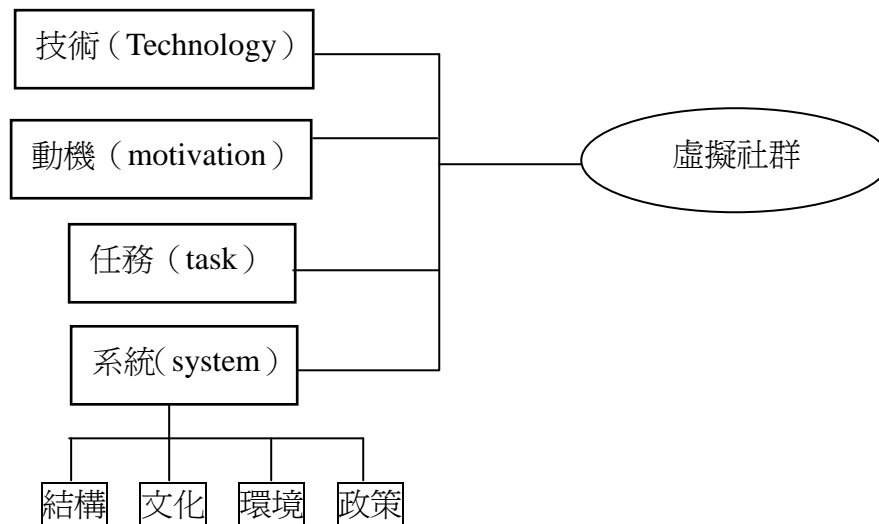 技術（Technology）
動機（motivation）
虛擬社群
任務（task）
系統（system）
結構 文化 環境 政策